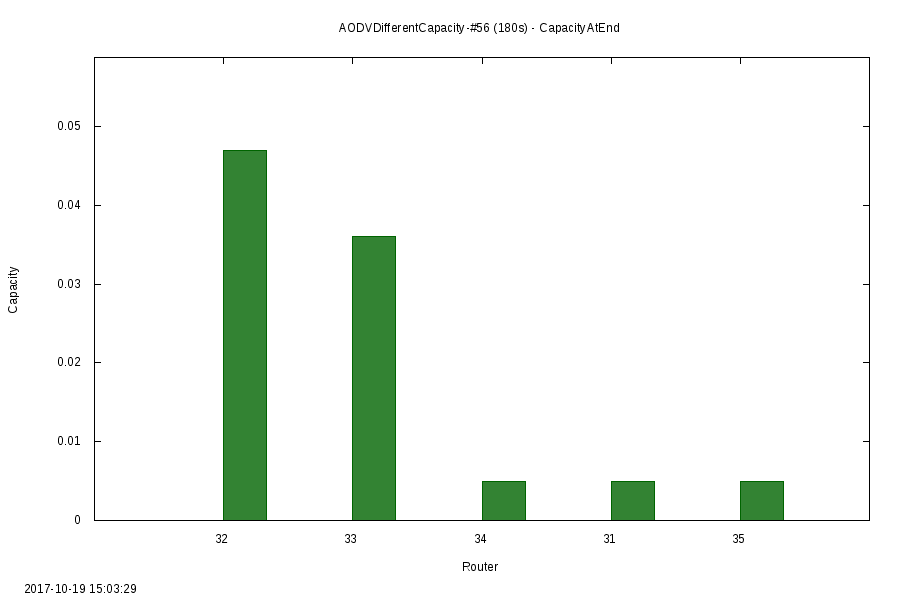 AODVDifferentCapacity-#56 (180s) - CapacityAtEnd
0.05
0.04
0.03
0.02
0.01
0
Capacity
32 33 34 31 35
Router
2017-10-19 15:03:29